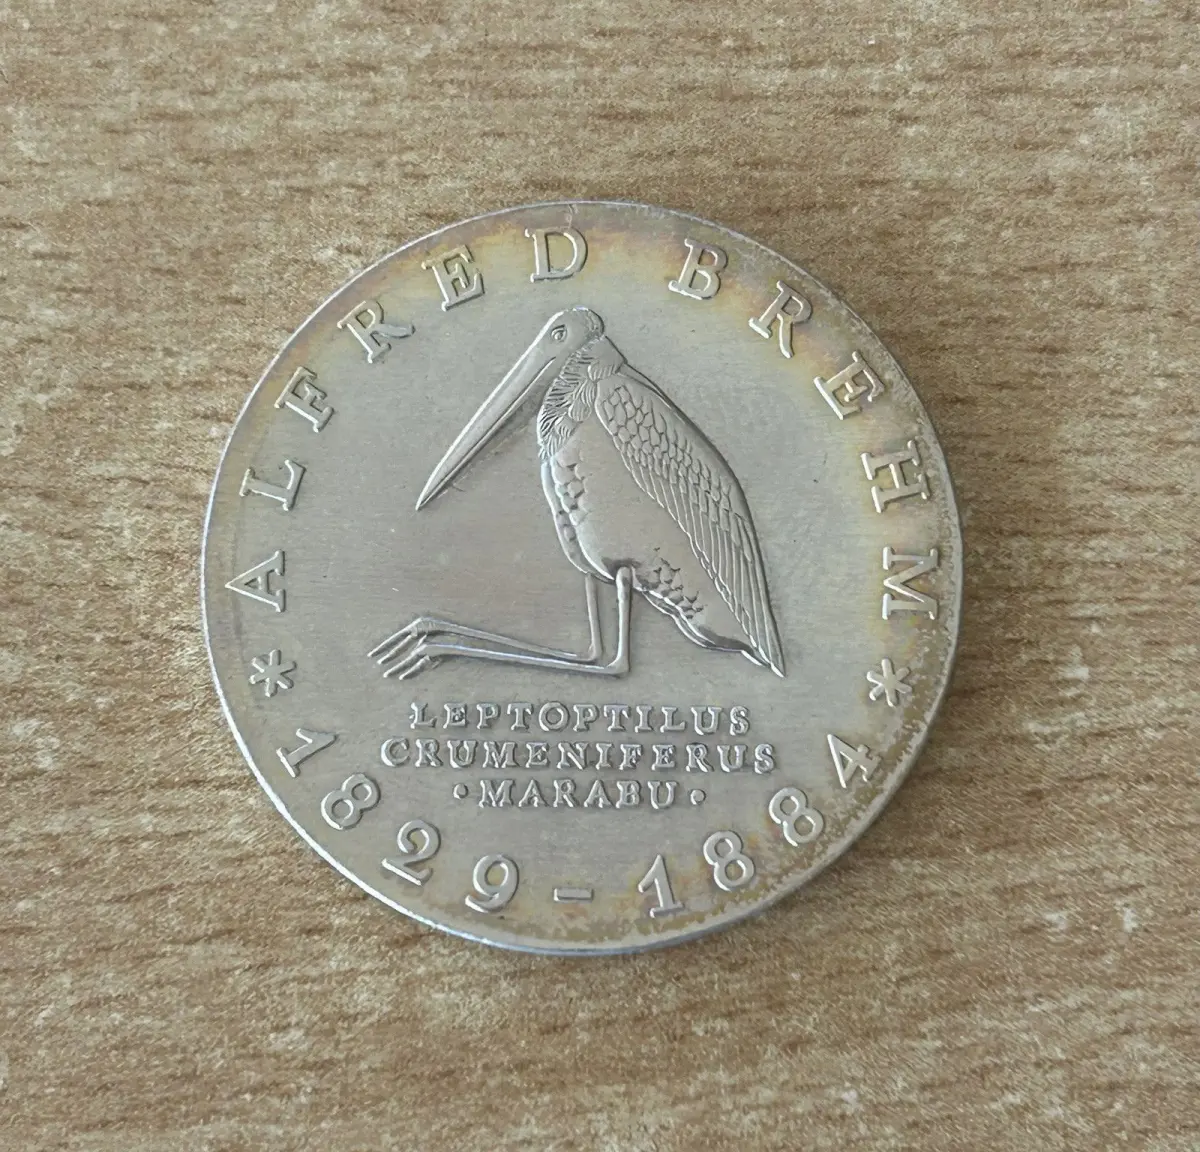 ALFRED BREHM
LEPTOPTILUS
CRUMENIFERUS
·MARABU·
* 1829-1884 *